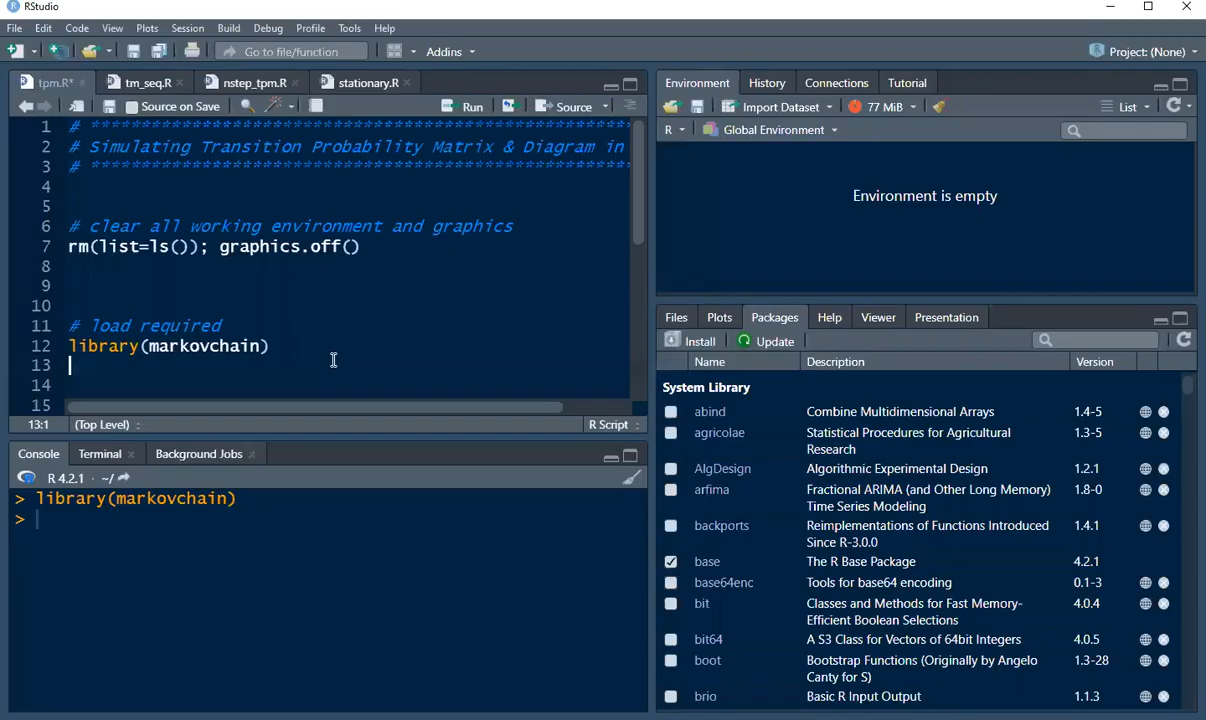 RStudio
File Edit Code View Plots Session Build Debug Profile Tools Help
Go to file/function Addins Project: (None)
tpm.R* tm_seq.R nstep_tpm.R stationary.R
Source on Save Run Source
1 # ******************************************************
2 # Simulating Transition Probability Matrix & Diagram in
3 # ******************************************************
4
5
6 # clear all working environment and graphics
7 rm(list=ls()); graphics.off()
8
9
10
11 # load required
12 library(markovchain)
13
14
15
13:1 (Top Level) R Script
Console Terminal Background Jobs
R 4.2.1 · ~/
> library(markovchain)
>
Environment History Connections Tutorial
Import Dataset 77 MiB List
R Global Environment
Environment is empty
Files Plots Packages Help Viewer Presentation
Install Update
Name Description Version
System Library
abind Combine Multidimensional Arrays 1.4-5
agricolae Statistical Procedures for Agricultural 1.3-5
Research
AlgDesign Algorithmic Experimental Design 1.2.1
arfima Fractional ARIMA (and Other Long Memory) 1.8-0
Time Series Modeling
backports Reimplementations of Functions Introduced 1.4.1
Since R-3.0.0
base The R Base Package 4.2.1
base64enc Tools for base64 encoding 0.1-3
bit Classes and Methods for Fast Memory- 4.0.4
Efficient Boolean Selections
bit64 A S3 Class for Vectors of 64bit Integers 4.0.5
boot Bootstrap Functions (Originally by Angelo 1.3-28
Canty for S)
brio Basic R Input Output 1.1.3